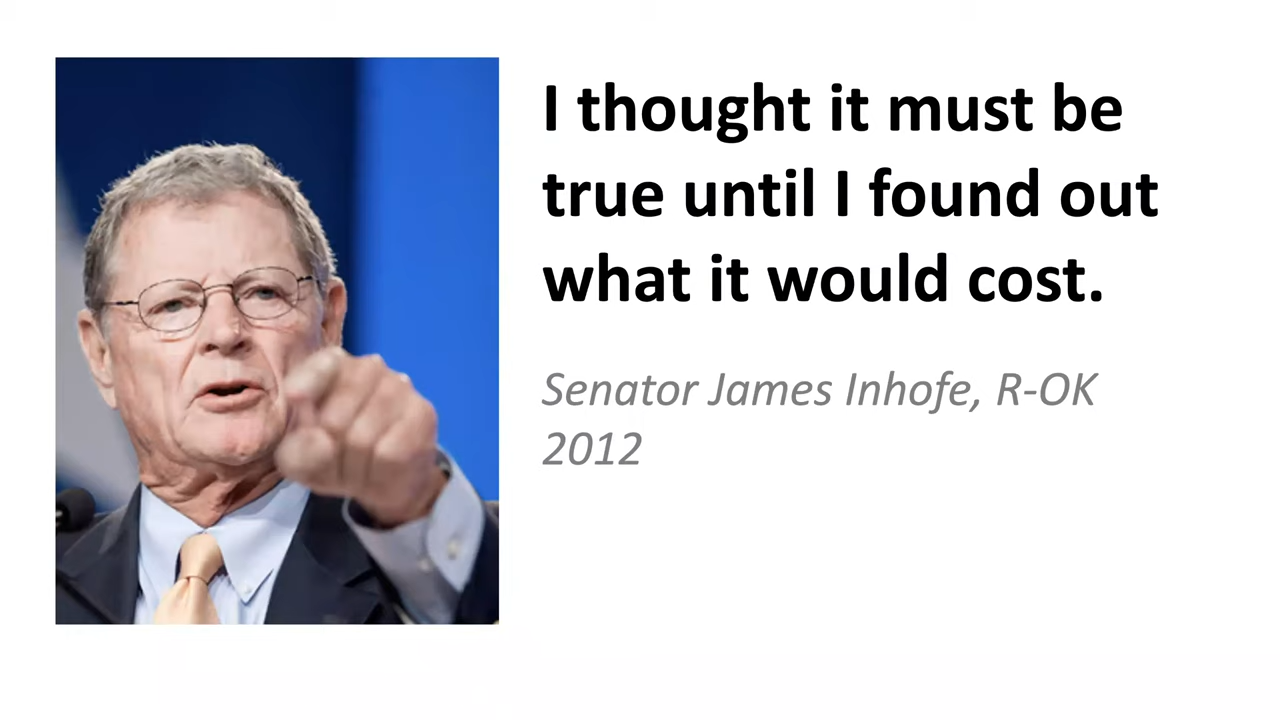 I thought it must be
true until I found out
what it would cost.
Senator James Inhofe, R-OK
2012